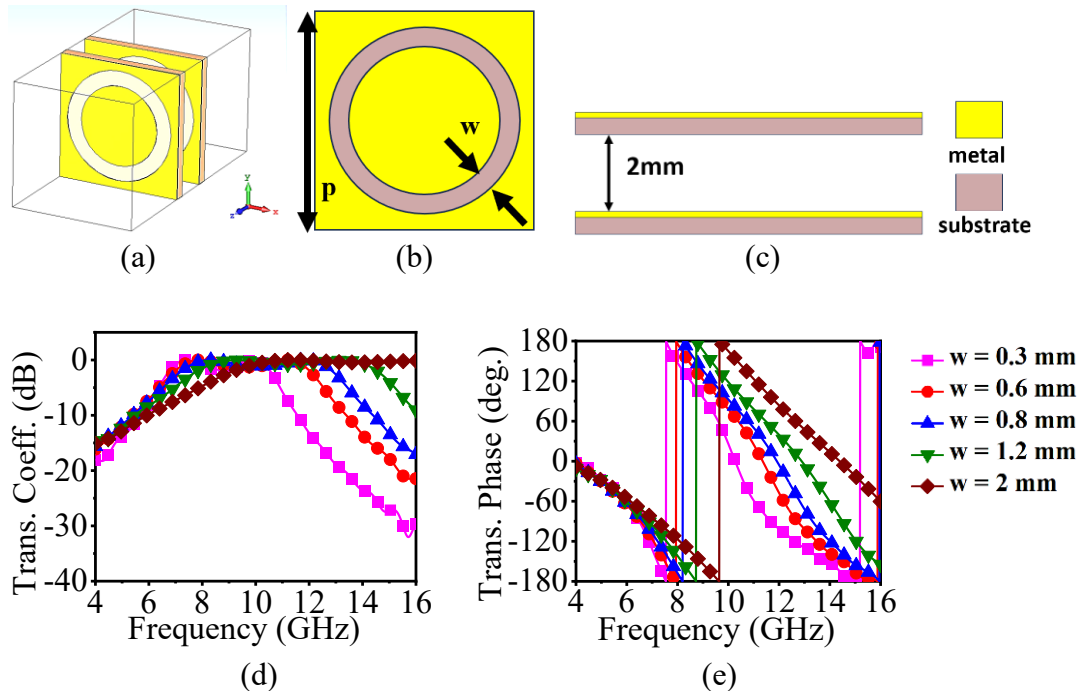 y
z
x
(a)
p
w
(b)
2mm
metal
substrate
(c)
Trans. Coeff. (dB)
0
-10
-20
-30
-40
4 6 8 10 12 14 16
Frequency (GHz)
(d)
Trans. Phase (deg.)
180
120
60
0
-60
-120
-180
4 6 8 10 12 14 16
Frequency (GHz)
(e)
w = 0.3 mm
w = 0.6 mm
w = 0.8 mm
w = 1.2 mm
w = 2 mm